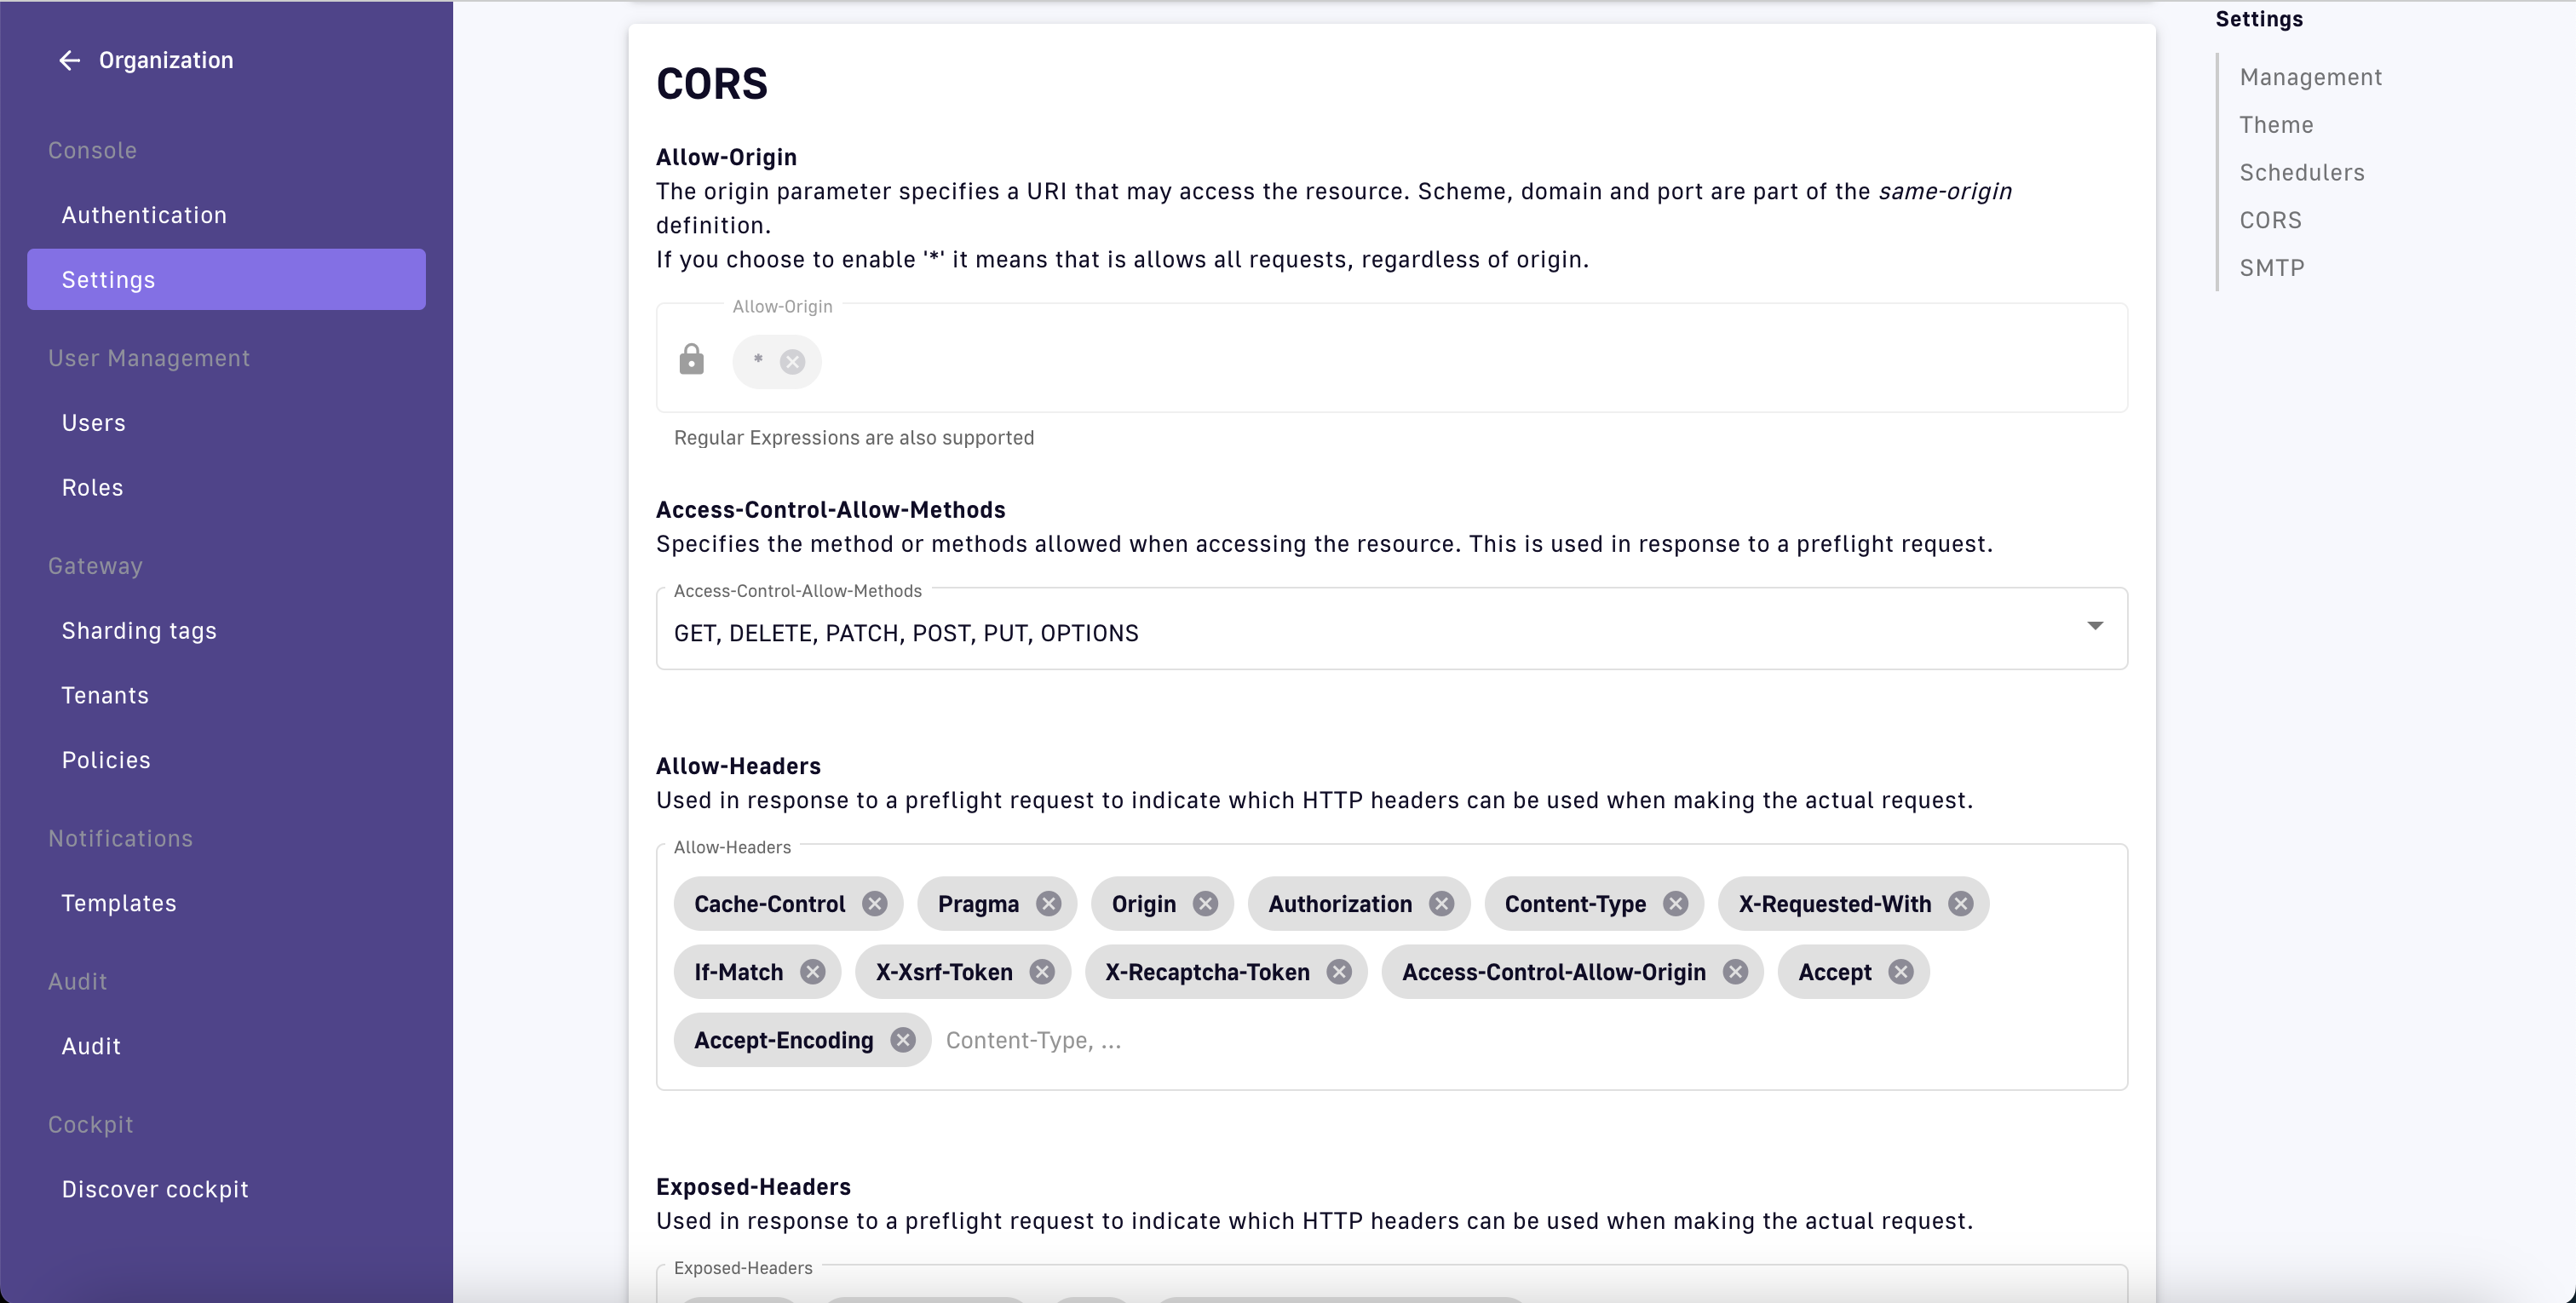 Organization
Console
Authentication
Settings
User Management
Users
Roles
Gateway
Sharding tags
Tenants
Policies
Notifications
Templates
Audit
Audit
Cockpit
Discover cockpit
CORS
Allow-Origin
The origin parameter specifies a URI that may access the resource. Scheme, domain and port are part of the same-origin
definition.
If you choose to enable '*' it means that is allows all requests, regardless of origin.
Allow-Origin
*
Regular Expressions are also supported
Access-Control-Allow-Methods
Specifies the method or methods allowed when accessing the resource. This is used in response to a preflight request.
Access-Control-Allow-Methods
GET, DELETE, PATCH, POST, PUT, OPTIONS
Allow-Headers
Used in response to a preflight request to indicate which HTTP headers can be used when making the actual request.
Allow-Headers
Cache-Control Pragma Origin Authorization Content-Type X-Requested-With
If-Match X-Xsrf-Token X-Recaptcha-Token Access-Control-Allow-Origin Accept
Accept-Encoding Content-Type, ...
Exposed-Headers
Used in response to a preflight request to indicate which HTTP headers can be used when making the actual request.
Exposed-Headers
Settings
Management
Theme
Schedulers
CORS
SMTP